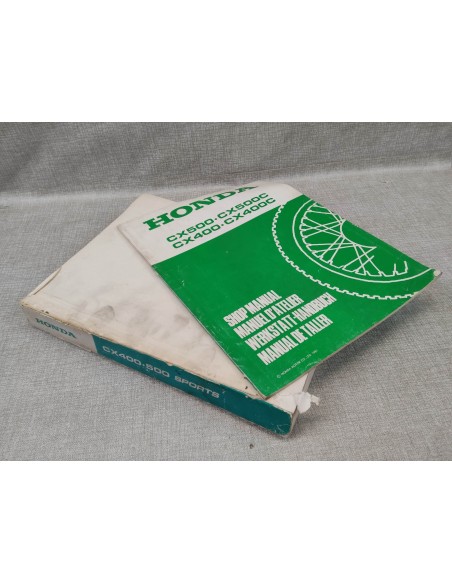 HONDA
CX500·CX500C
CX400·CX400C
SHOP MANUAL
MANUEL D'ATELIER
WERKSTATT-HANDBUCH
MANUAL DE TALLER
HONDA
CX400·500 SPORTS